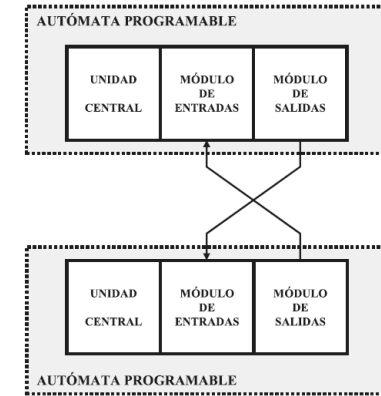 AUTÓMATA PROGRAMABLE
UNIDAD
CENTRAL
MÓDULO
DE
ENTRADAS
MÓDULO
DE
SALIDAS
UNIDAD
CENTRAL
MÓDULO
DE
ENTRADAS
MÓDULO
DE
SALIDAS
AUTÓMATA PROGRAMABLE